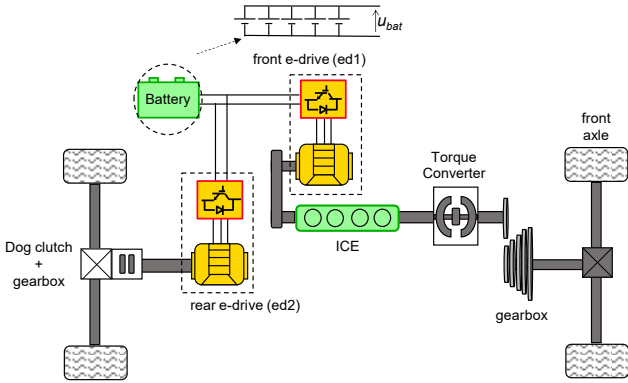 u_bat
front e-drive (ed1)
Battery
front
axle
Torque
Converter
Dog clutch
+
gearbox
ICE
rear e-drive (ed2)
gearbox